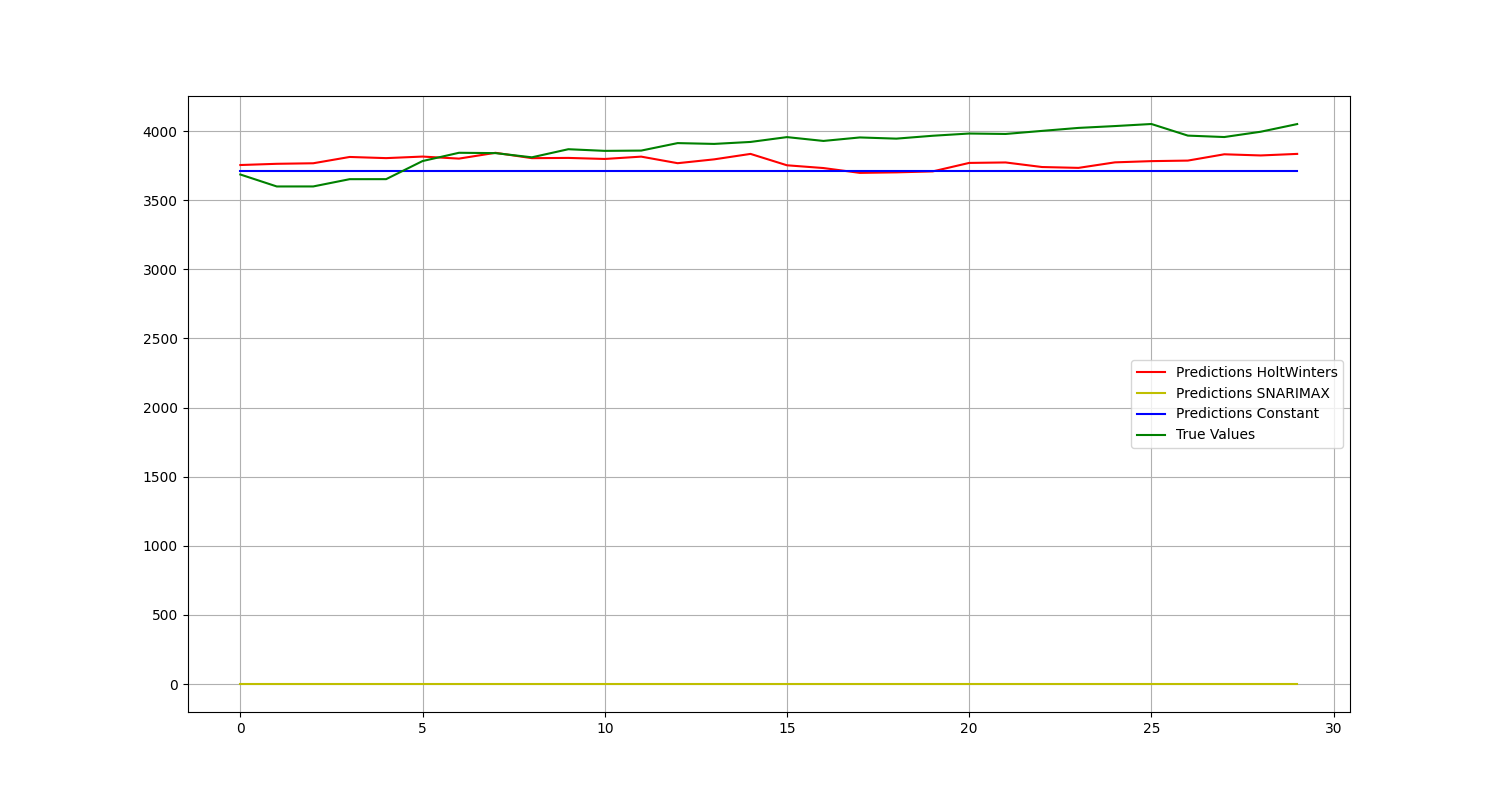 4000
3500
3000
2500
2000
1500
1000
500
0
0 5 10 15 20 25 30
Predictions HoltWinters
Predictions SNARIMAX
Predictions Constant
True Values